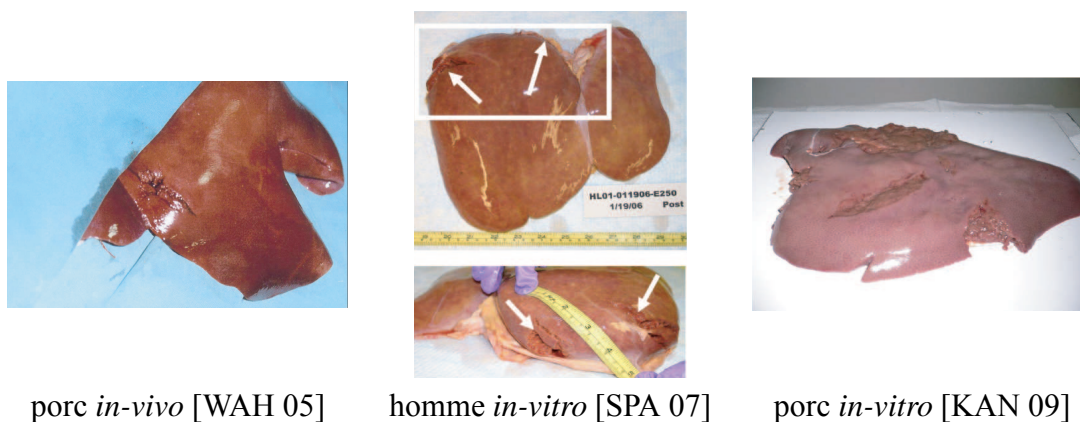 HL01-011906-E250
1/19/06 Post
porc in-vivo [WAH 05] homme in-vitro [SPA 07] porc in-vitro [KAN 09]